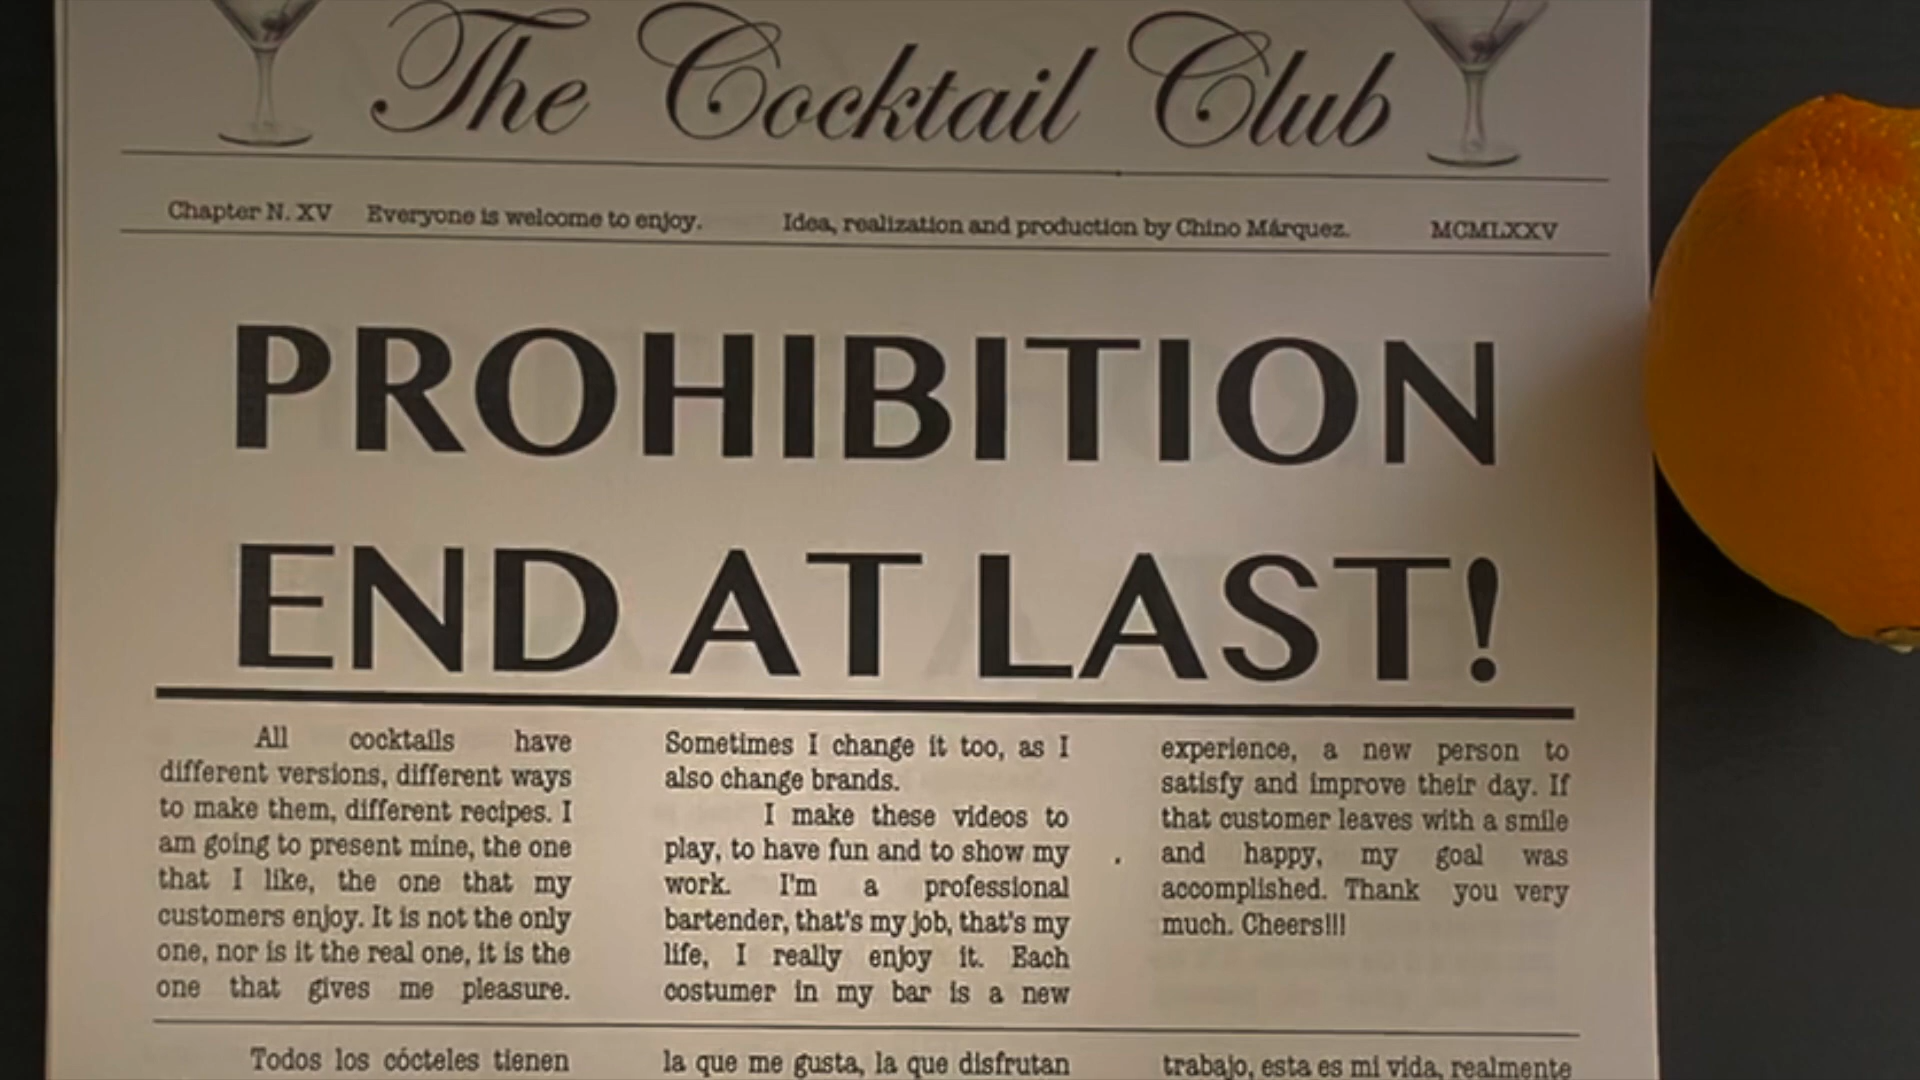 The Cocktail Club
Chapter N. XV Everyone is welcome to enjoy. Idea, realization and production by Chino Márquez. MCMLXXV
PROHIBITION
END AT LAST!
All cocktails have
different versions, different ways
to make them, different recipes. I
am going to present mine, the one
that I like, the one that my
customers enjoy. It is not the only
one, nor is it the real one, it is the
one that gives me pleasure.
Sometimes I change it too, as I
also change brands.
I make these videos to
play, to have fun and to show my
work. I'm a professional
bartender, that's my job, that's my
life, I really enjoy it. Each
costumer in my bar is a new
experience, a new person to
satisfy and improve their day. If
that customer leaves with a smile
and happy, my goal was
accomplished. Thank you very
much. Cheers!!!
Todos los cócteles tienen
la que me gusta, la que disfrutan
trabajo, esta es mi vida, realmente